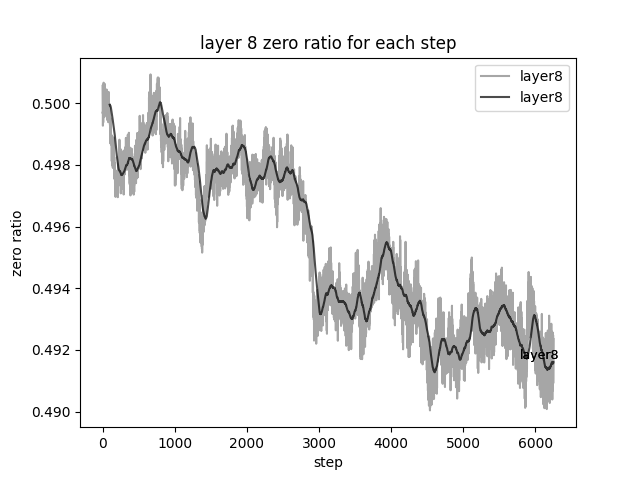 layer 8 zero ratio for each step
layer8
layer8
0.500
0.498
0.496
0.494
0.492
0.490
zero ratio
layer8
0
1000
2000
3000
4000
5000
6000
step